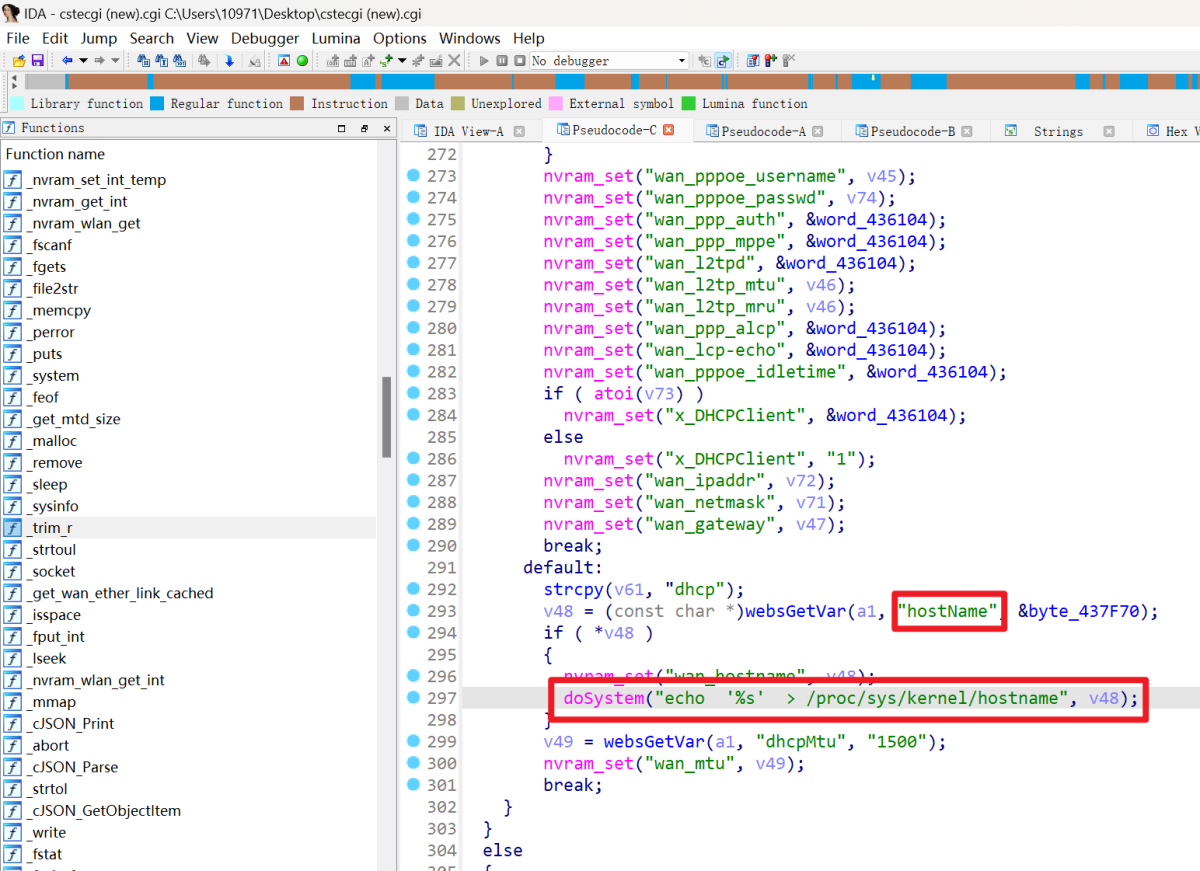 IDA - cstecgi (new).cgi C:\Users\10971\Desktop\cstecgi (new).cgi
File Edit Jump Search View Debugger Lumina Options Windows Help
No debugger
Library function Regular function Instruction Data Unexplored External symbol Lumina function
Functions
IDA View-A Pseudocode-C Pseudocode-A Pseudocode-B Strings Hex V
Function name
_nvram_set_int_temp
_nvram_get_int
_nvram_wlan_get
_fscanf
_fgets
_file2str
_memcpy
_perror
_puts
_system
_feof
_get_mtd_size
_malloc
_remove
_sleep
_sysinfo
_trim_r
_strtoul
_socket
_get_wan_ether_link_cached
_isspace
_fput_int
_lseek
_nvram_wlan_get_int
_mmap
_cJSON_Print
_abort
_cJSON_Parse
_strtol
_cJSON_GetObjectItem
_write
_fstat
272 }
273 nvram_set("wan_pppoe_username", v45);
274 nvram_set("wan_pppoe_passwd", v74);
275 nvram_set("wan_ppp_auth", &word_436104);
276 nvram_set("wan_ppp_mppe", &word_436104);
277 nvram_set("wan_l2tpd", &word_436104);
278 nvram_set("wan_l2tp_mtu", v46);
279 nvram_set("wan_l2tp_mru", v46);
280 nvram_set("wan_ppp_alcp", &word_436104);
281 nvram_set("wan_lcp-echo", &word_436104);
282 nvram_set("wan_pppoe_idletime", &word_436104);
283 if ( atoi(v73) )
284 nvram_set("x_DHCPClient", &word_436104);
285 else
286 nvram_set("x_DHCPClient", "1");
287 nvram_set("wan_ipaddr", v72);
288 nvram_set("wan_netmask", v71);
289 nvram_set("wan_gateway", v47);
290 break;
291 default:
292 strcpy(v61, "dhcp");
293 v48 = (const char *)websGetVar(a1, "hostName", &byte_437F70);
294 if ( *v48 )
295 {
296 nvram_set("wan_hostname", v48);
297 doSystem("echo '%s' > /proc/sys/kernel/hostname", v48);
298 }
299 v49 = websGetVar(a1, "dhcpMtu", "1500");
300 nvram_set("wan_mtu", v49);
301 break;
302 }
303 }
304 else
305 {